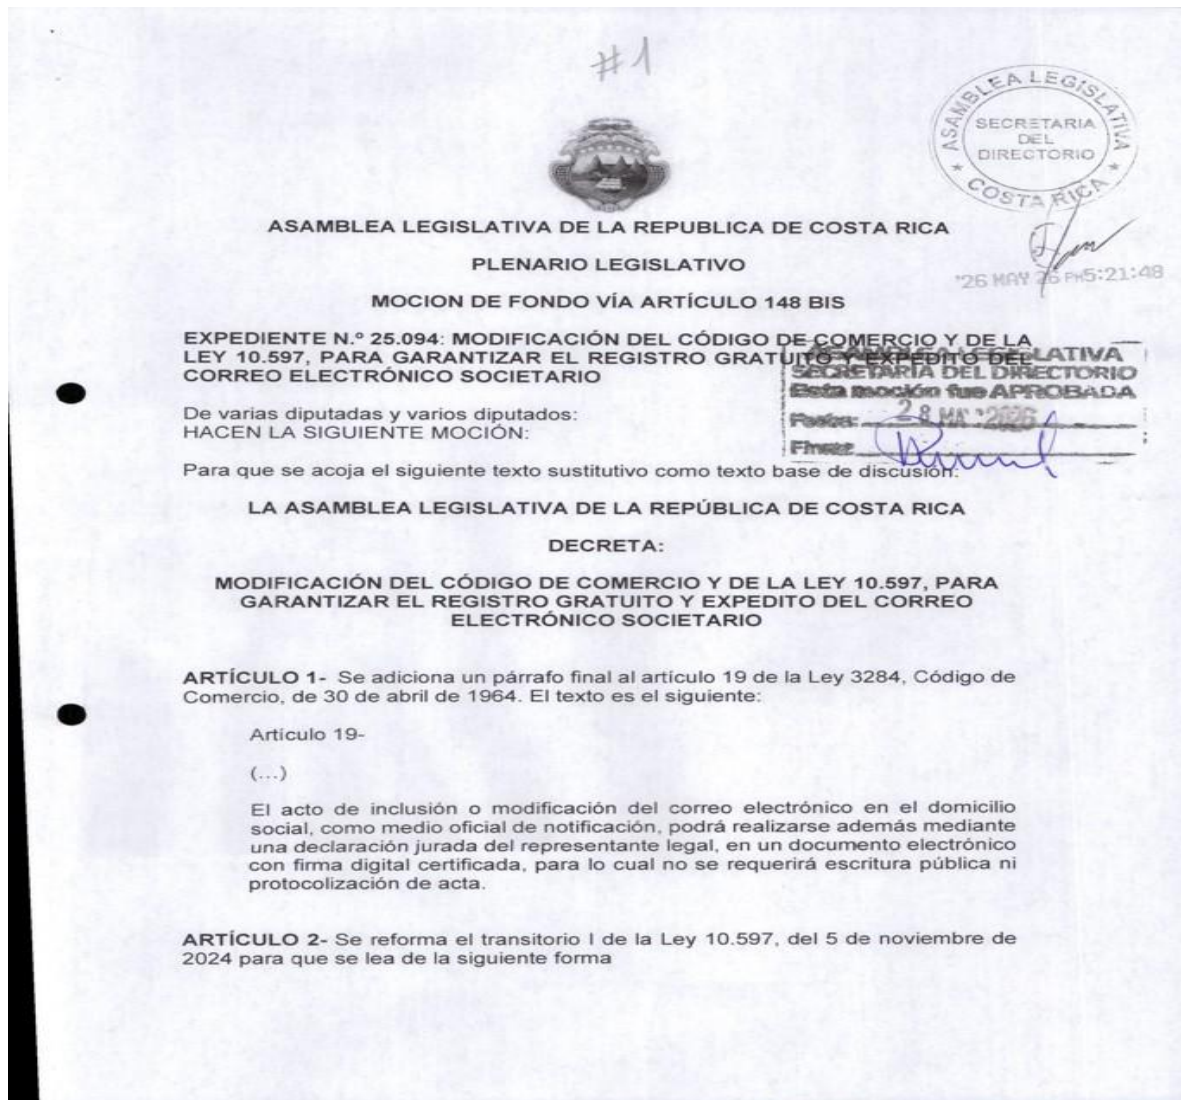 #1
ASAMBLEA LEGISLATIVA
SECRETARIA
DEL
DIRECTORIO
COSTA RICA
ASAMBLEA LEGISLATIVA DE LA REPUBLICA DE COSTA RICA
'26 MAY 26 PM5:21:48
PLENARIO LEGISLATIVO
MOCION DE FONDO VÍA ARTÍCULO 148 BIS
EXPEDIENTE N.º 25.094: MODIFICACIÓN DEL CÓDIGO DE COMERCIO Y DE LA
LEY 10.597, PARA GARANTIZAR EL REGISTRO GRATUITO Y EXPEDITO DEL
CORREO ELECTRÓNICO SOCIETARIO
ASAMBLEA LEGISLATIVA
SECRETARIA DEL DIRECTORIO
Esta moción fue APROBADA
Fecha: 28 MAY 2026
Firma:
De varias diputadas y varios diputados:
HACEN LA SIGUIENTE MOCIÓN:
Para que se acoja el siguiente texto sustitutivo como texto base de discusión:
LA ASAMBLEA LEGISLATIVA DE LA REPÚBLICA DE COSTA RICA
DECRETA:
MODIFICACIÓN DEL CÓDIGO DE COMERCIO Y DE LA LEY 10.597, PARA
GARANTIZAR EL REGISTRO GRATUITO Y EXPEDITO DEL CORREO
ELECTRÓNICO SOCIETARIO
ARTÍCULO 1- Se adiciona un párrafo final al artículo 19 de la Ley 3284, Código de
Comercio, de 30 de abril de 1964. El texto es el siguiente:
Artículo 19-
(...)
El acto de inclusión o modificación del correo electrónico en el domicilio
social, como medio oficial de notificación, podrá realizarse además mediante
una declaración jurada del representante legal, en un documento electrónico
con firma digital certificada, para lo cual no se requerirá escritura pública ni
protocolización de acta.
ARTÍCULO 2- Se reforma el transitorio I de la Ley 10.597, del 5 de noviembre de
2024 para que se lea de la siguiente forma